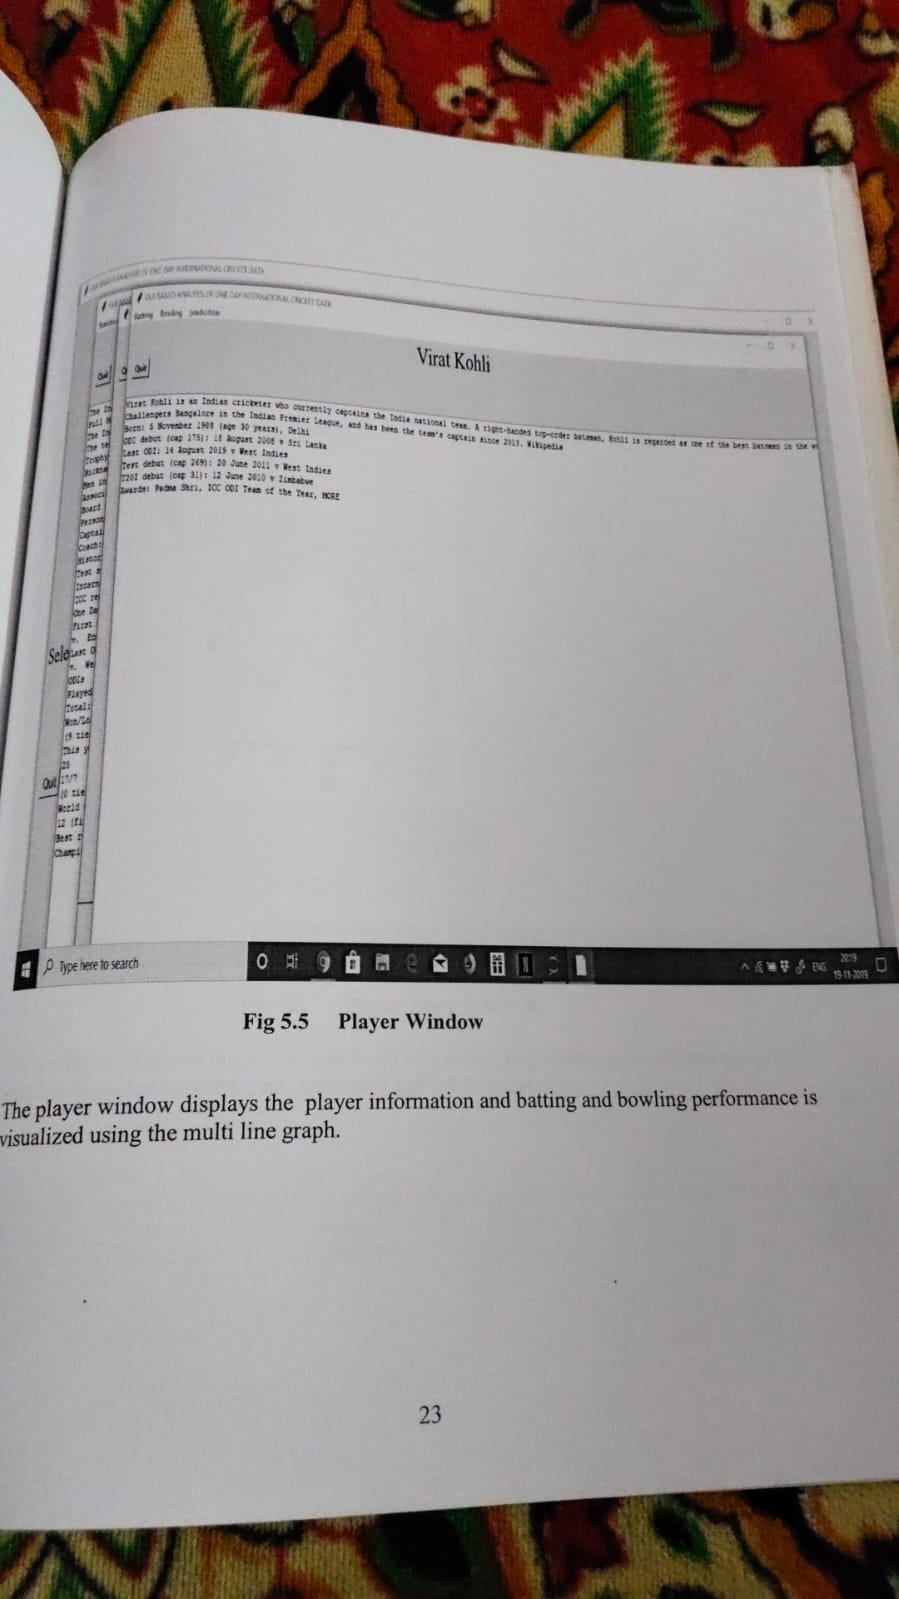 GUI BASED ANALYSIS OF ONE DAY INTERNATIONAL CRICKET DATA
GUI BASED ANALYSIS OF ONE DAY INTERNATIONAL CRICKET DATA
Batting Bowling prediction
Quit
Quit
Virat Kohli
Virat Kohli is an Indian cricketer who currently captains the India national team. A right-handed top-order batsman, Kohli is regarded as one of the best batsmen in the
Challengers Bangalore in the Indian Premier League, and has been the team's captain since 2013. Wikipedia
Born: 5 November 1988 (age 30 years), Delhi
ODI debut (cap 175): 18 August 2008 v Sri Lanka
Last ODI: 14 August 2019 v West Indies
Test debut (cap 269): 20 June 2011 v West Indies
T20I debut (cap 31): 12 June 2010 v Zimbabwe
Awards: Padma Shri, ICC ODI Team of the Year, MORE
The In
Full M
The In
The te
Trophy
Nickna
Men in
Associ
Board
Person
Captai
Coach:
Histor
Test s
Intern
ICC re
One Da
First
v. En
Sele
Last O
v. We
ODIs
Played
Total:
Won/Lo
(9 tie
This y
25
Quit
17/7
(0 tie
World
12 (fi
Best r
Champi
Type here to search
ENG
20:19
19-11-2019
Fig 5.5 Player Window
The player window displays the player information and batting and bowling performance is
visualized using the multi line graph.
23